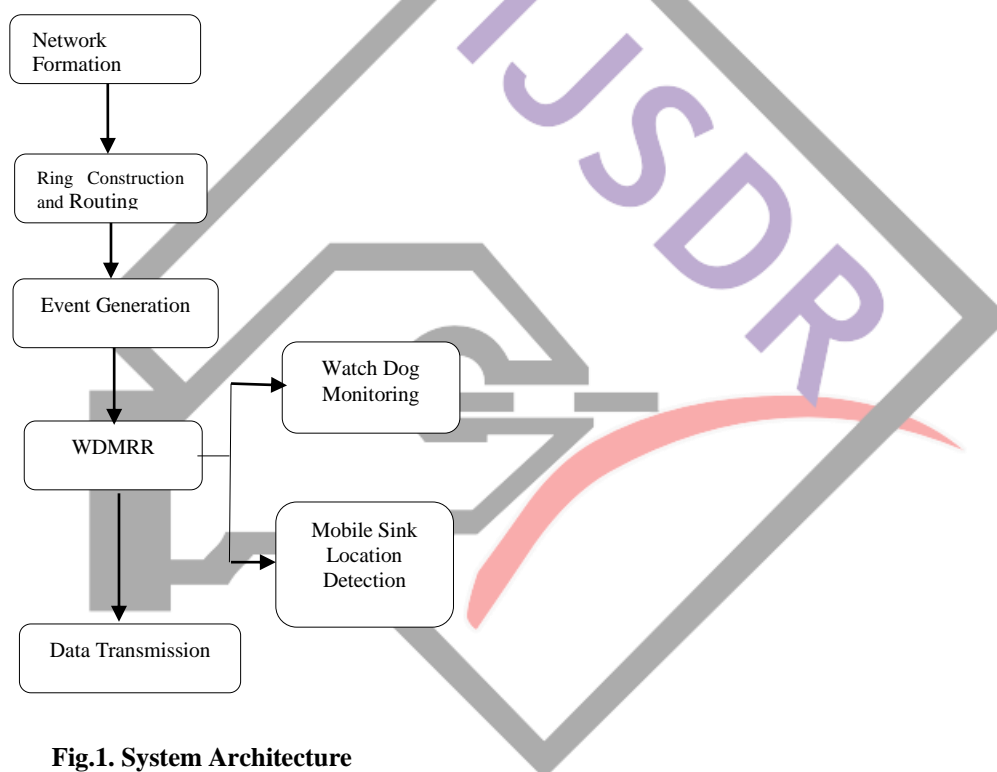 Network
Formation
IJSDR
Ring Construction
and Routing
Event Generation
Watch Dog
Monitoring
WDMRR
Mobile Sink
Location
Detection
Data Transmission
Fig.1. System Architecture